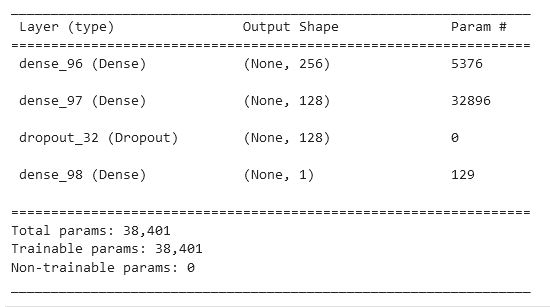 Layer (type) Output Shape Param #
dense_96 (Dense) (None, 256) 5376
dense_97 (Dense) (None, 128) 32896
dropout_32 (Dropout) (None, 128) 0
dense_98 (Dense) (None, 1) 129
Total params: 38,401
Trainable params: 38,401
Non-trainable params: 0